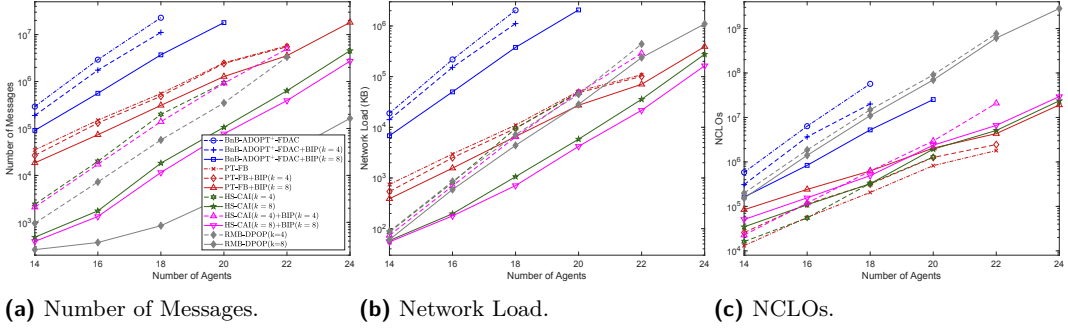 10^7
10^6
10^5
10^4
10^3
Number of Messages
14
16
18
20
22
24
Number of Agents
BnB-ADOPT+-FDAC
BnB-ADOPT+-FDAC+BIP(k = 4)
BnB-ADOPT+-FDAC+BIP(k = 8)
PT-FB
PT-FB+BIP(k = 4)
PT-FB+BIP(k = 8)
HS-CAI(k = 4)
HS-CAI(k = 8)
HS-CAI(k = 4)+BIP(k = 4)
HS-CAI(k = 8)+BIP(k = 8)
RMB-DPOP(k=4)
RMB-DPOP(k=8)
10^6
10^5
10^4
10^3
10^2
Network Load (KB)
14
16
18
20
22
24
Number of Agents
10^9
10^8
10^7
10^6
10^5
10^4
NCLOs
14
16
18
20
22
24
Number of Agents
(a) Number of Messages.
(b) Network Load.
(c) NCLOs.